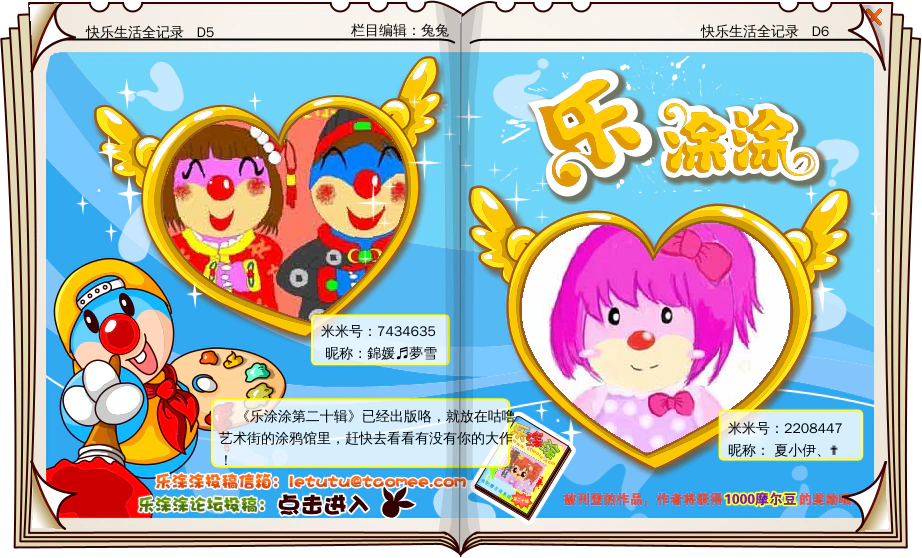 快乐生活全记录 D5
栏目编辑：兔兔
米米号：7434635
昵称：錦媛♫夢雪
《乐涂涂第二十辑》已经出版咯，就放在咕噜
艺术街的涂鸦馆里，赶快去看看有没有你的大作
！
乐涂涂投稿信箱：letutu@toomee.com
乐涂涂论坛投稿：点击进入
快乐生活全记录 D6
乐涂涂
米米号：2208447
昵称： 夏小伊、✟
乐涂涂
被刊登的作品，作者将获得1000摩尔豆的奖励哦